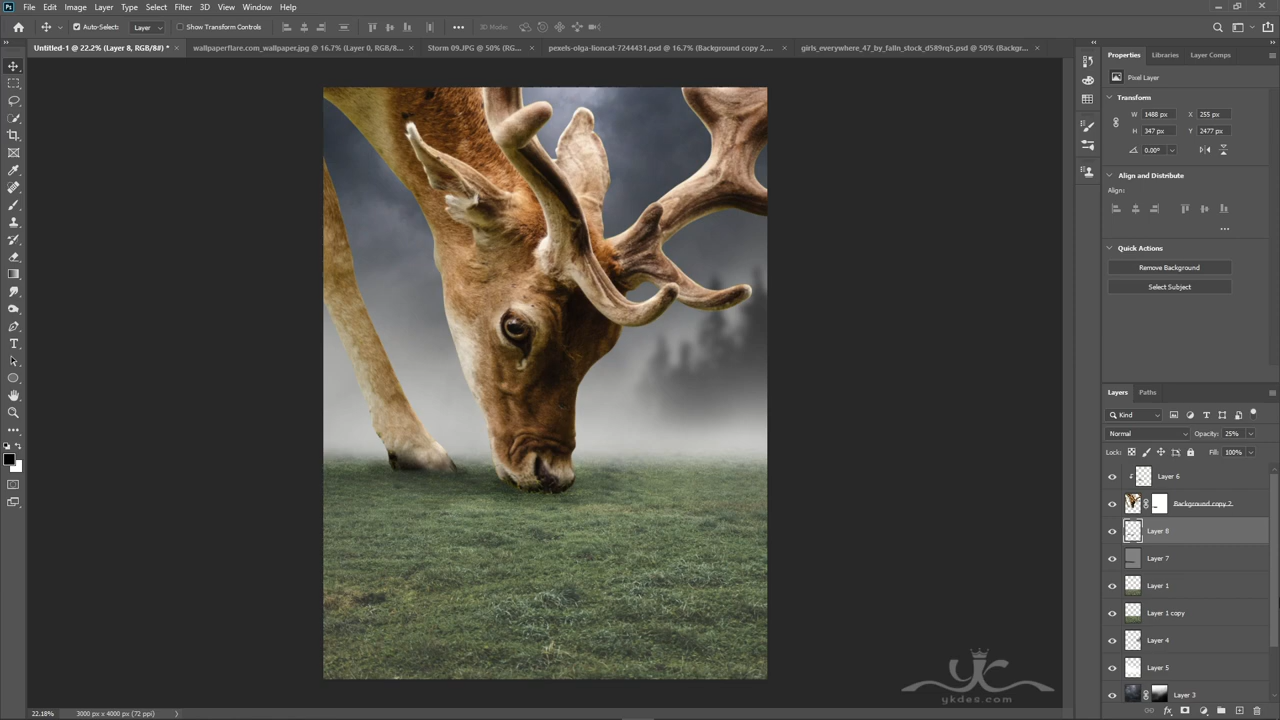 Ps File Edit Image Layer Type Select Filter 3D View Window Help
Auto-Select: Layer Show Transform Controls 3D Mode:
Untitled-1 @ 22.2% (Layer 8, RGB/8#) * × wallpaperflare.com_wallpaper.jpg @ 16.7% (Layer 0, RGB/8#) × Storm 09.JPG @ 50% (RG... × pexels-olga-lioncat-7244431.psd @ 16.7% (Background copy 2,... × girls_everywhere_47_by_falln_stock_d589rq5.psd @ 50% (Backgr... ×
Properties Libraries Layer Comps
Pixel Layer
Transform
W 1488 px X 255 px
H 347 px Y 2477 px
0.00°
Align and Distribute
Align:
Quick Actions
Remove Background
Select Subject
Layers Paths
Kind
Normal Opacity: 25%
Lock: Fill: 100%
Layer 6
Background copy 2
Layer 8
Layer 7
Layer 1
Layer 1 copy
Layer 4
Layer 5
Layer 3
yc
ykdes.com
22.18% 3000 px x 4000 px (72 ppi)